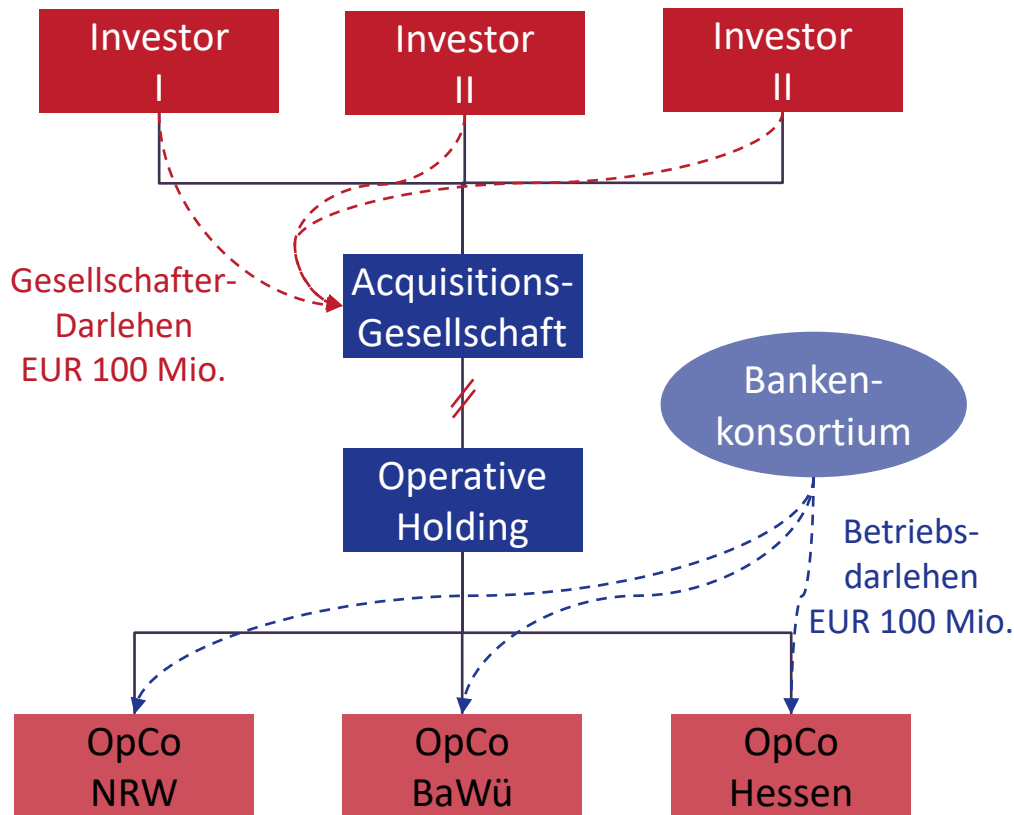 Investor
I
Investor
II
Investor
II
Gesellschafter-
Darlehen
EUR 100 Mio.
Acquisitions-
Gesellschaft
Banken-
konsortium
Operative
Holding
Betriebs-
darlehen
EUR 100 Mio.
OpCo
NRW
OpCo
BaWü
OpCo
Hessen